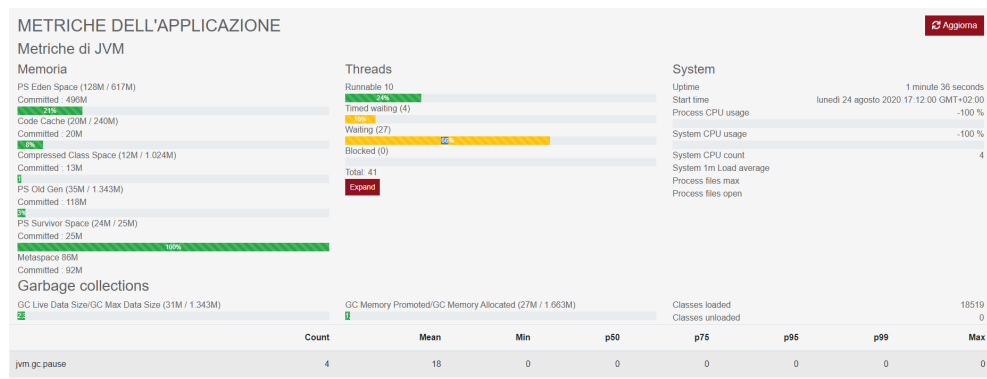 METRICHE DELL'APPLICAZIONE
Aggiorna
Metriche di JVM
Memoria
PS Eden Space (128M / 617M)
Committed : 496M
21%
Code Cache (20M / 240M)
Committed : 20M
8%
Compressed Class Space (12M / 1.024M)
Committed : 13M
1
PS Old Gen (35M / 1.343M)
Committed : 118M
3%
PS Survivor Space (24M / 25M)
Committed : 25M
100%
Metaspace 86M
Committed : 92M
Threads
Runnable 10
24%
Timed waiting (4)
10%
Waiting (27)
66%
Blocked (0)
Total: 41
Expand
System
Uptime 1 minute 36 seconds
Start time lunedì 24 agosto 2020 17:12:00 GMT+02:00
Process CPU usage -100 %
System CPU usage -100 %
System CPU count 4
System 1m Load average
Process files max
Process files open
Garbage collections
GC Live Data Size/GC Max Data Size (31M / 1.343M)
GC Memory Promoted/GC Memory Allocated (27M / 1.663M)
Classes loaded 18519
Classes unloaded 0
Count Mean Min p50 p75 p95 p99 Max
jvm.gc.pause 4 18 0 0 0 0 0 0